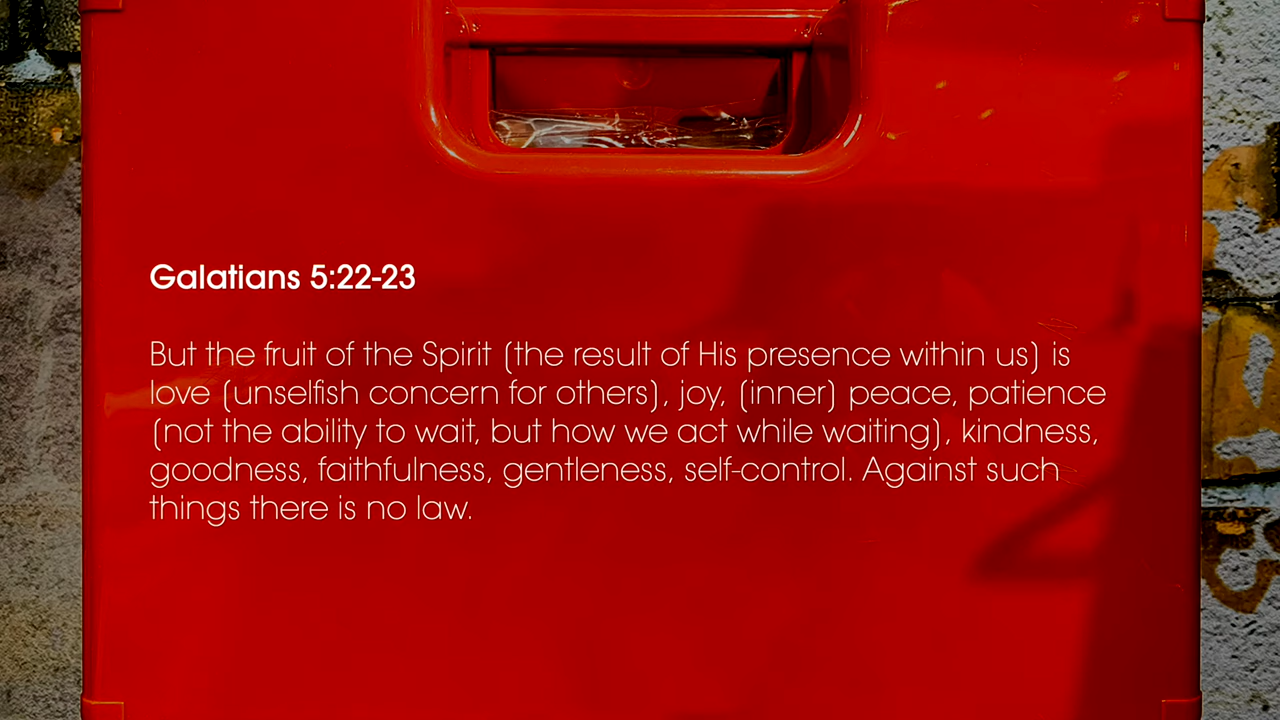 Galatians 5:22-23
But the fruit of the Spirit (the result of His presence within us) is
love (unselfish concern for others), joy, (inner) peace, patience
(not the ability to wait, but how we act while waiting), kindness,
goodness, faithfulness, gentleness, self-control. Against such
things there is no law.